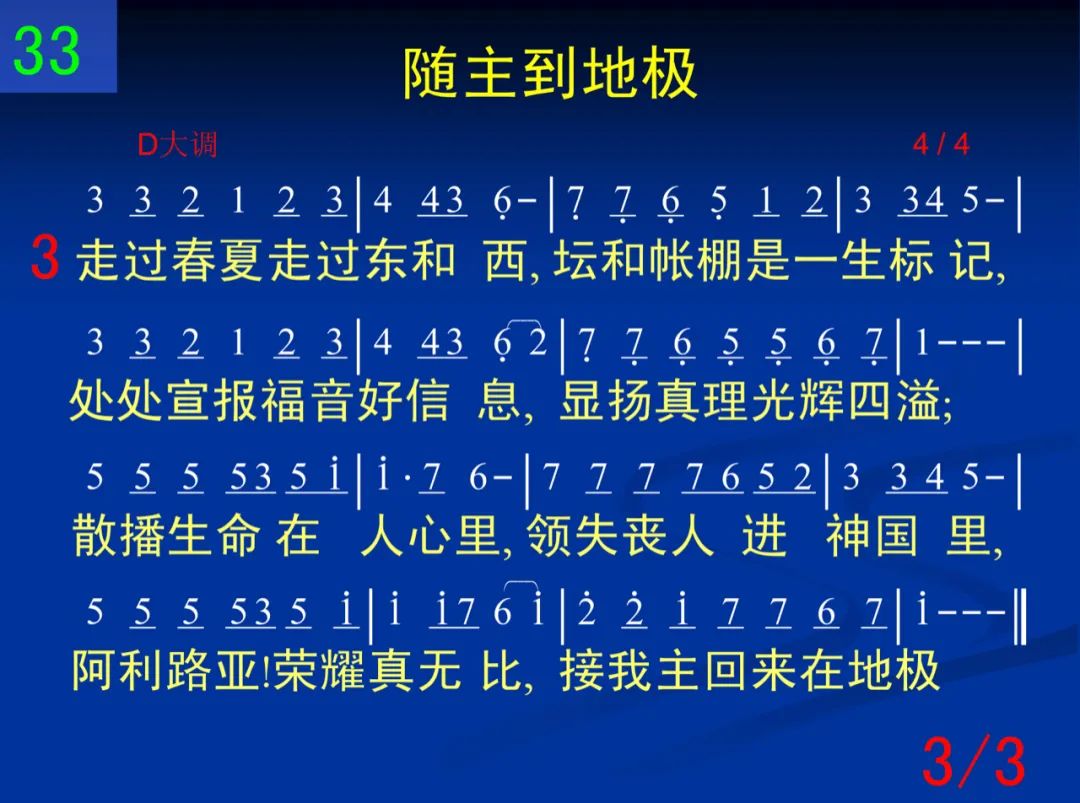 33
随主到地极
D大调 4 / 4
3 3 2 1 2 3|4 43 6̣-|7̣ 7̣ 6̣ 5̣ 1 2|3 34 5-|
3 走过春夏走过东和 西, 坛和帐棚是一生标 记,
3 3 2 1 2 3|4 43 6̣ 2|7̣ 7̣ 6̣ 5̣ 5̣ 6̣ 7̣|1---|
处处宣报福音好信 息, 显扬真理光辉四溢;
5 5 5 53 5 i|i·7 6-|7 7 7 7 6 5 2|3 3 4 5-|
散播生命 在 人心里, 领失丧人 进 神国 里,
5 5 5 53 5 i|i i7 6 i|2̇ 2̇ i 7 7 6 7|i---‖
阿利路亚!荣耀真无 比, 接我主回来在地极
3/3